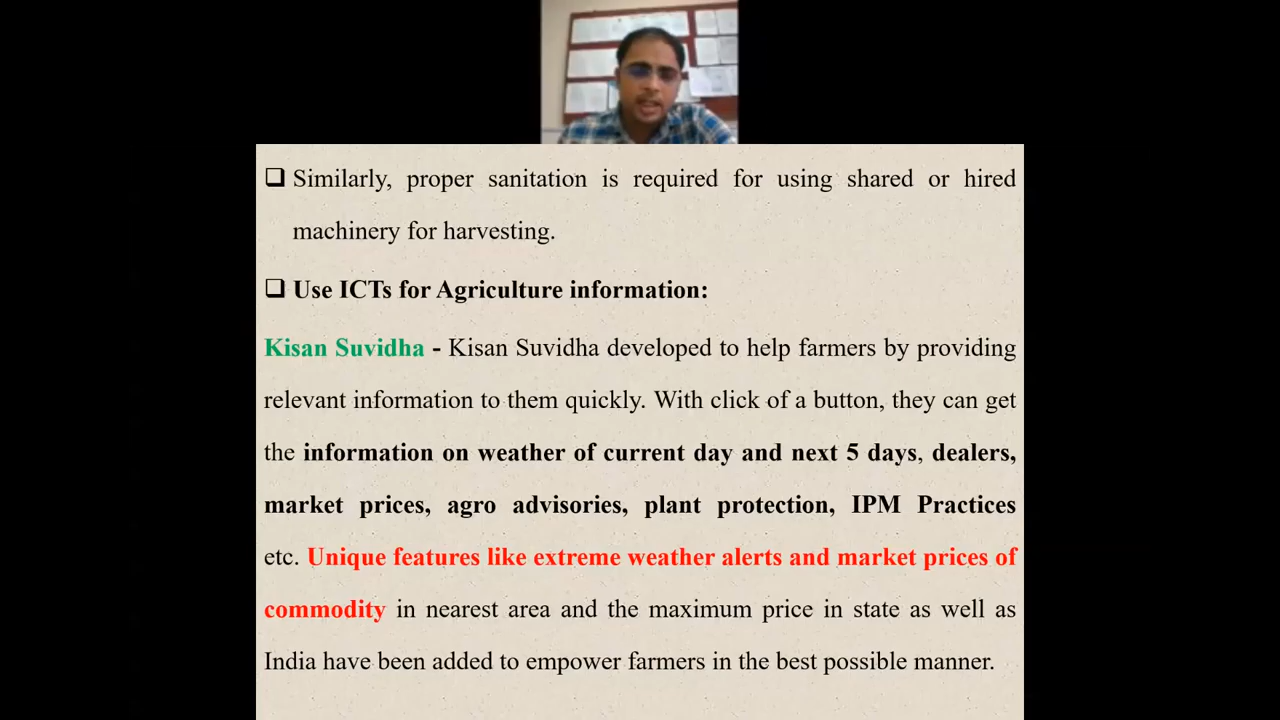 ❑ Similarly, proper sanitation is required for using shared or hired
machinery for harvesting.
❑ Use ICTs for Agriculture information:
Kisan Suvidha - Kisan Suvidha developed to help farmers by providing
relevant information to them quickly. With click of a button, they can get
the information on weather of current day and next 5 days, dealers,
market prices, agro advisories, plant protection, IPM Practices
etc. Unique features like extreme weather alerts and market prices of
commodity in nearest area and the maximum price in state as well as
India have been added to empower farmers in the best possible manner.